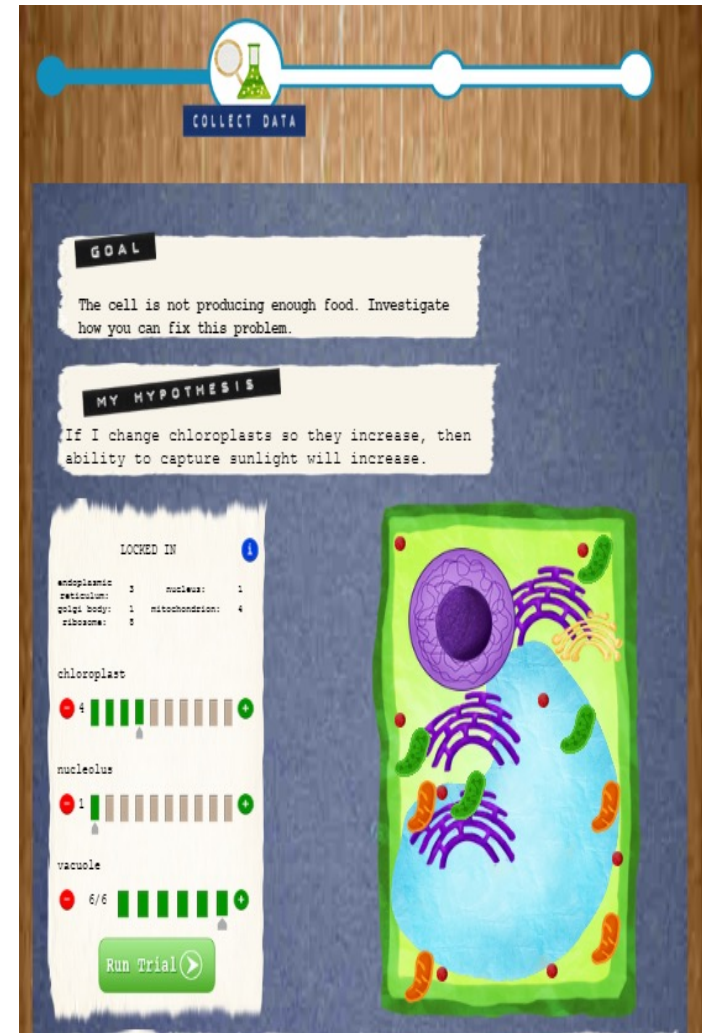 COLLECT DATA
GOAL
The cell is not producing enough food. Investigate
how you can fix this problem.
MY HYPOTHESIS
If I change chloroplasts so they increase, then
ability to capture sunlight will increase.
LOCKED IN i
endoplasmic
reticulum: 3 nucleus: 1
golgi body: 1 mitochondrion: 4
ribosome: 8
chloroplast
4
nucleolus
1
vacuole
6/6
Run Trial